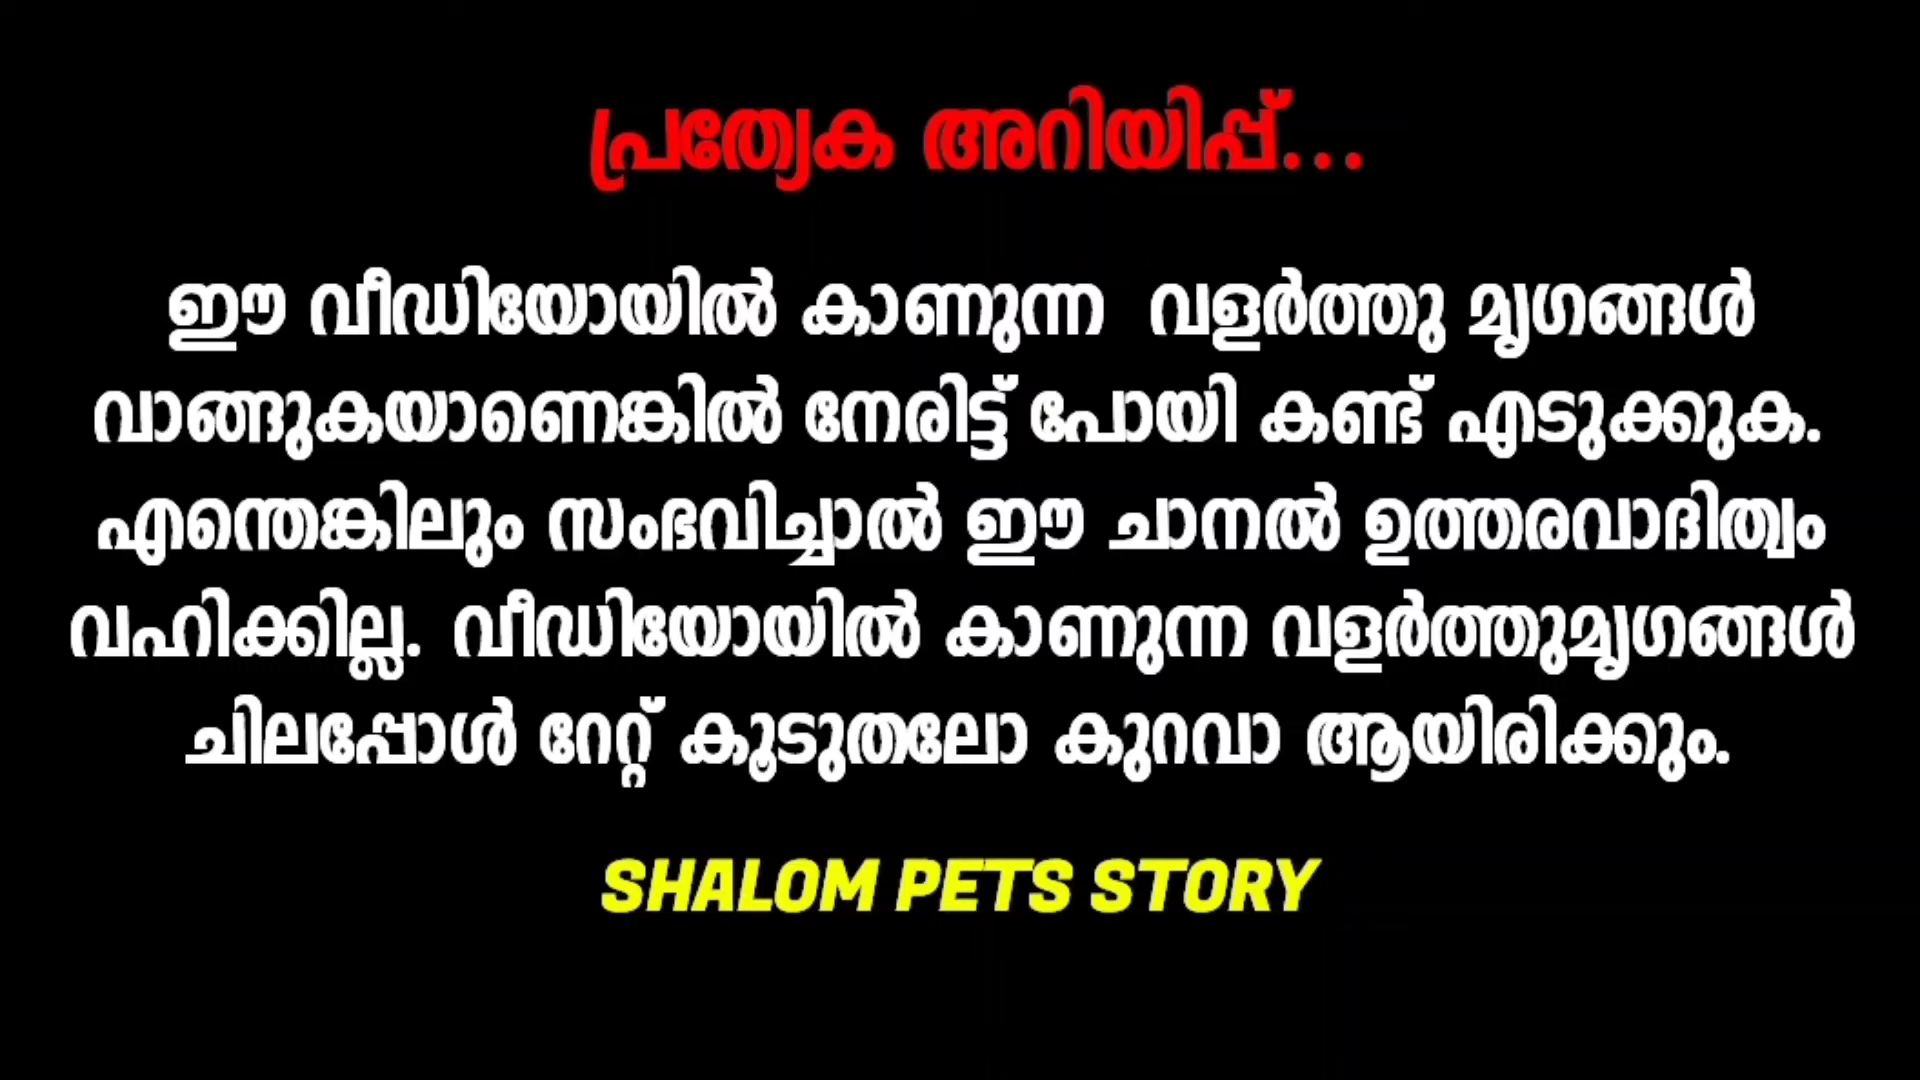 പ്രത്യേക അറിയിപ്പ്...
ഈ വീഡിയോയിൽ കാണുന്ന വളർത്തു മൃഗങ്ങൾ
വാങ്ങുകയാണെങ്കിൽ നേരിട്ട് പോയി കണ്ട് എടുക്കുക.
എന്തെങ്കിലും സംഭവിച്ചാൽ ഈ ചാനൽ ഉത്തരവാദിത്വം
വഹിക്കില്ല. വീഡിയോയിൽ കാണുന്ന വളർത്തുമൃഗങ്ങൾ
ചിലപ്പോൾ റേറ്റ് കൂടുതലോ കുറവാ ആയിരിക്കും.
SHALOM PETS STORY